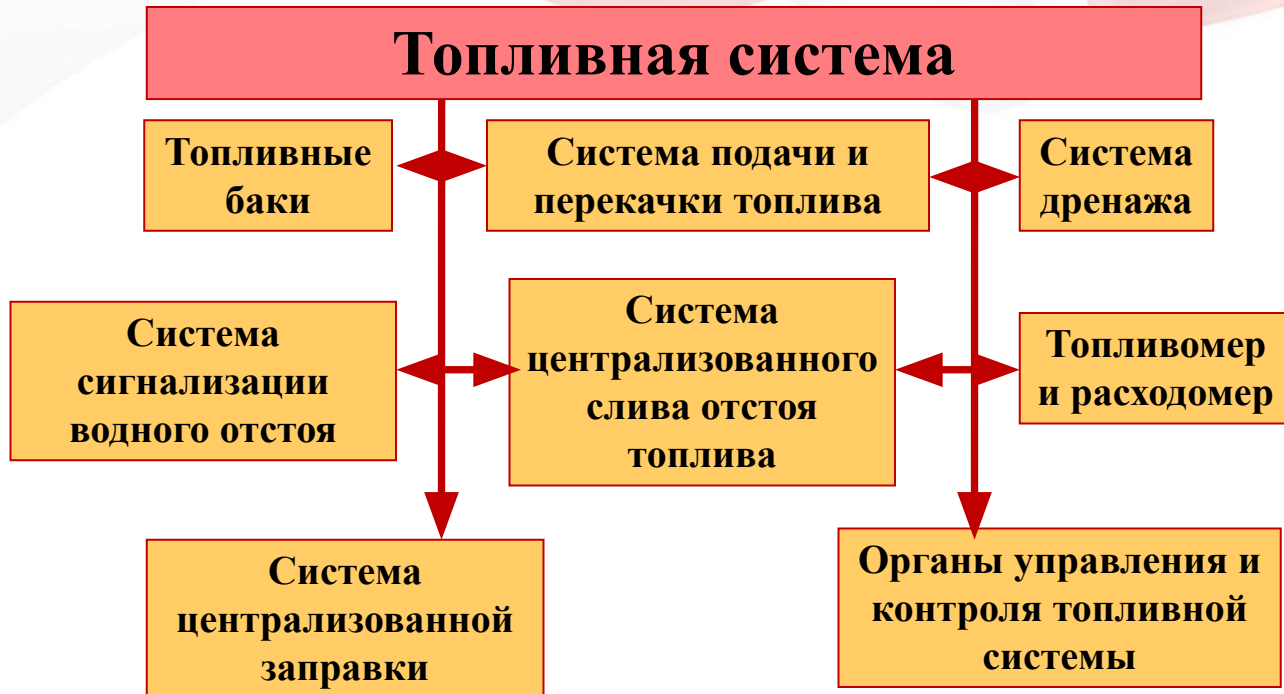 Топливная система
Топливные
баки
Система подачи и
перекачки топлива
Система
дренажа
Система
сигнализации
водного отстоя
Система
централизованного
слива отстоя
топлива
Топливомер
и расходомер
Система
централизованной
заправки
Органы управления и
контроля топливной
системы